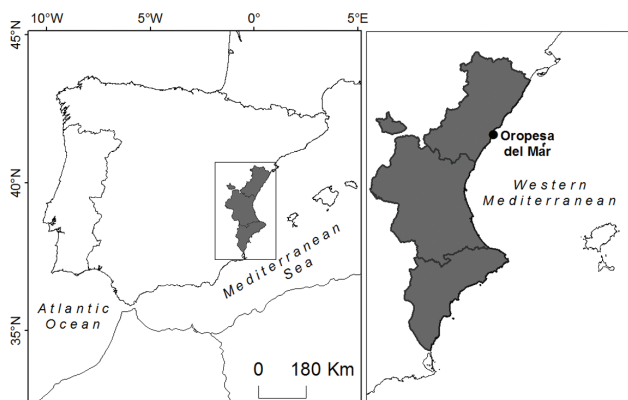 10°W 5°W 0° 5°E
45°N
40°N
35°N
Atlantic
Ocean
Mediterranean
Sea
0 180 Km
Oropesa
del Mar
Western
Mediterranean